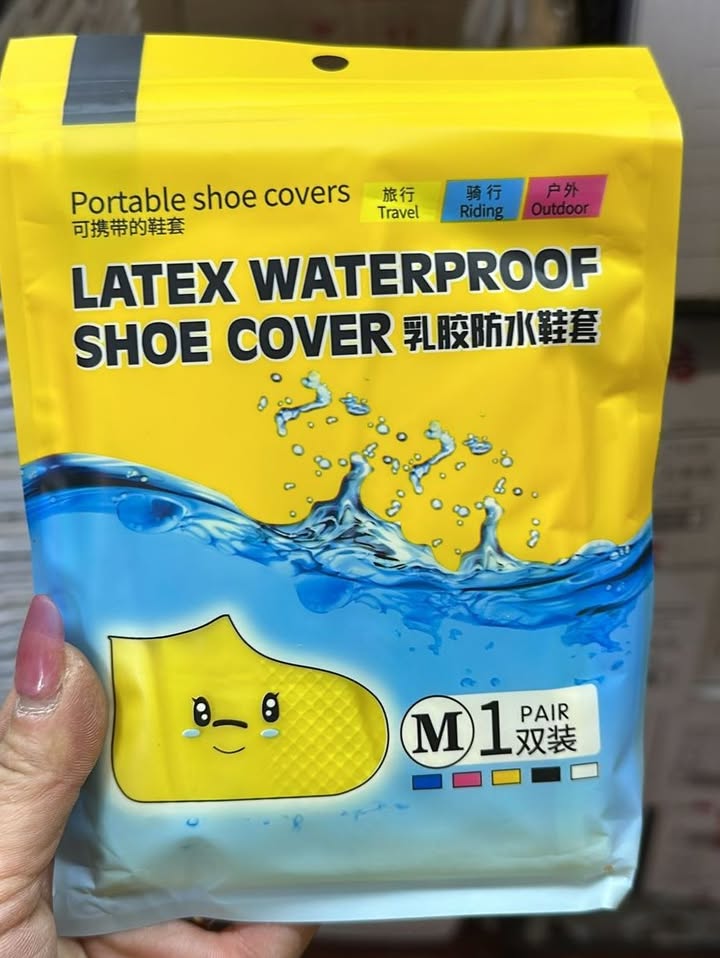 Portable shoe covers
可携带的鞋套
旅行
Travel
骑行
Riding
户外
Outdoor
LATEX WATERPROOF
SHOE COVER 乳胶防水鞋套
M 1 PAIR
双装